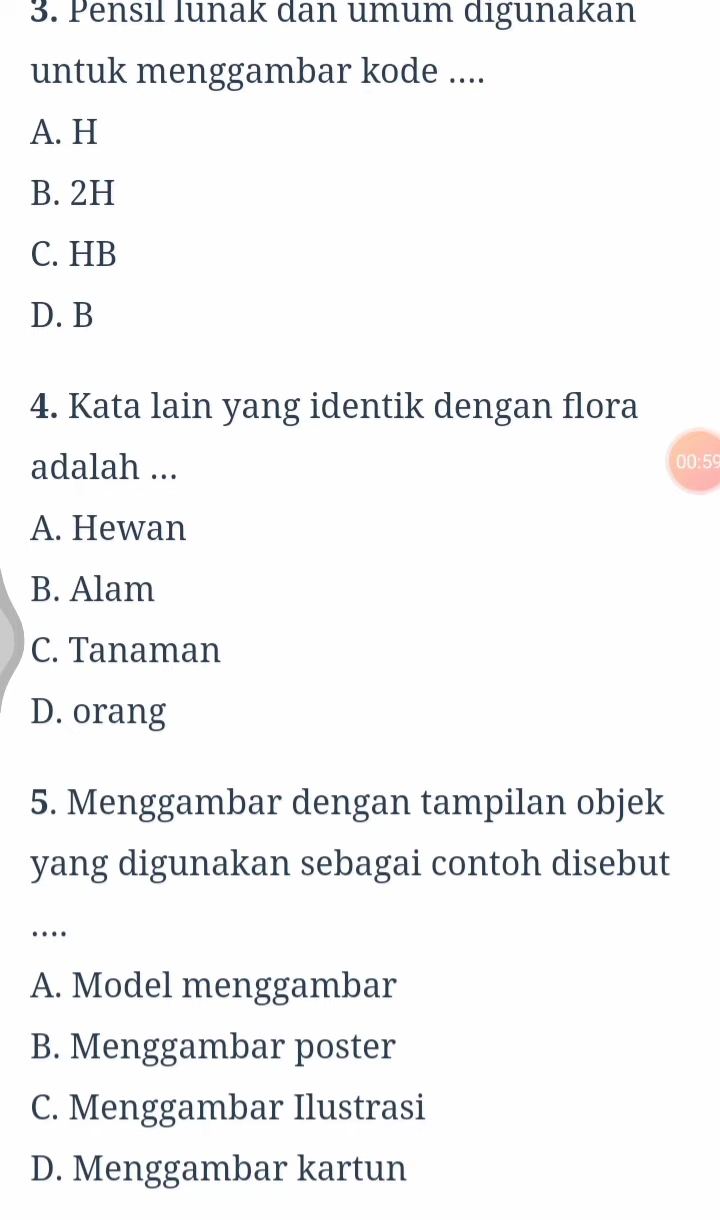 3. Pensil lunak dan umum digunakan
untuk menggambar kode ....
A. H
B. 2H
C. HB
D. B
4. Kata lain yang identik dengan flora
adalah ...
A. Hewan
B. Alam
C. Tanaman
D. orang
00:59
5. Menggambar dengan tampilan objek
yang digunakan sebagai contoh disebut
....
A. Model menggambar
B. Menggambar poster
C. Menggambar Ilustrasi
D. Menggambar kartun